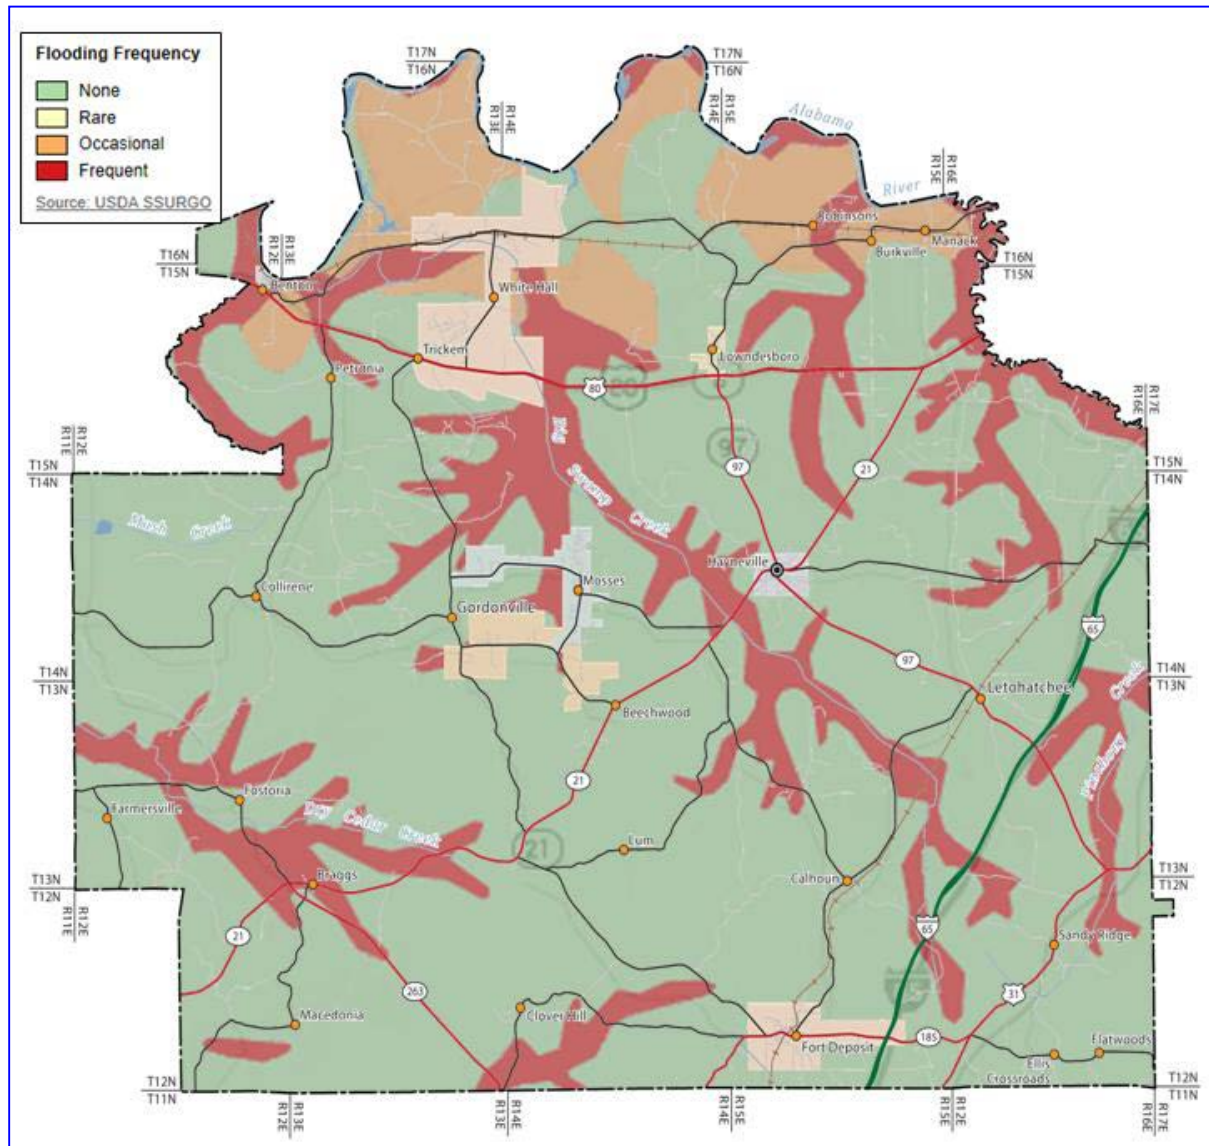 Flooding Frequency
None
Rare
Occasional
Frequent
Source: USDA SSURGO
T17N
T16N
T17N
T16N
R14E
R13E
R15E
R14E
Alabama
River
R16E
R15E
Robinsons
Burkville
Manack
T16N
T15N
R13E
R12E
T16N
T15N
Benton
White Hall
Trickem
Petronia
Lowndesboro
80
80
97
97
21
R17E
R16E
R12E
R11E
T15N
T14N
T15N
T14N
Big
Swamp
Creek
Mush Creek
Hayneville
Collirene
Mosses
Gordonville
65
97
T14N
T13N
T14N
T13N
Letohatchee
Creek
Pintlany
Beechwood
21
Fostoria
Farmersville
Dry Cedar Creek
21
Lum
Braggs
Calhoun
T13N
T12N
T13N
T12N
R12E
R11E
21
65
Sandy Ridge
263
31
Macedonia
Clover Hill
Fort Deposit
185
Flatwoods
Ellis
Crossroads
T12N
T11N
T12N
T11N
R13E
R12E
R14E
R13E
R15E
R14E
R12E
R15E
R17E
R16E